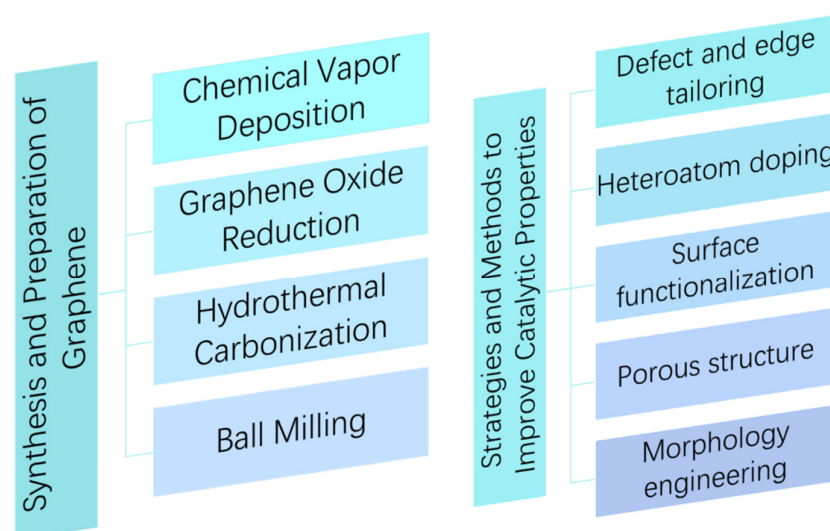 Synthesis and Preparation of
Graphene
Chemical Vapor
Deposition
Graphene Oxide
Reduction
Hydrothermal
Carbonization
Ball Milling
Strategies and Methods to
Improve Catalytic Properties
Defect and edge
tailoring
Heteroatom doping
Surface
functionalization
Porous structure
Morphology
engineering